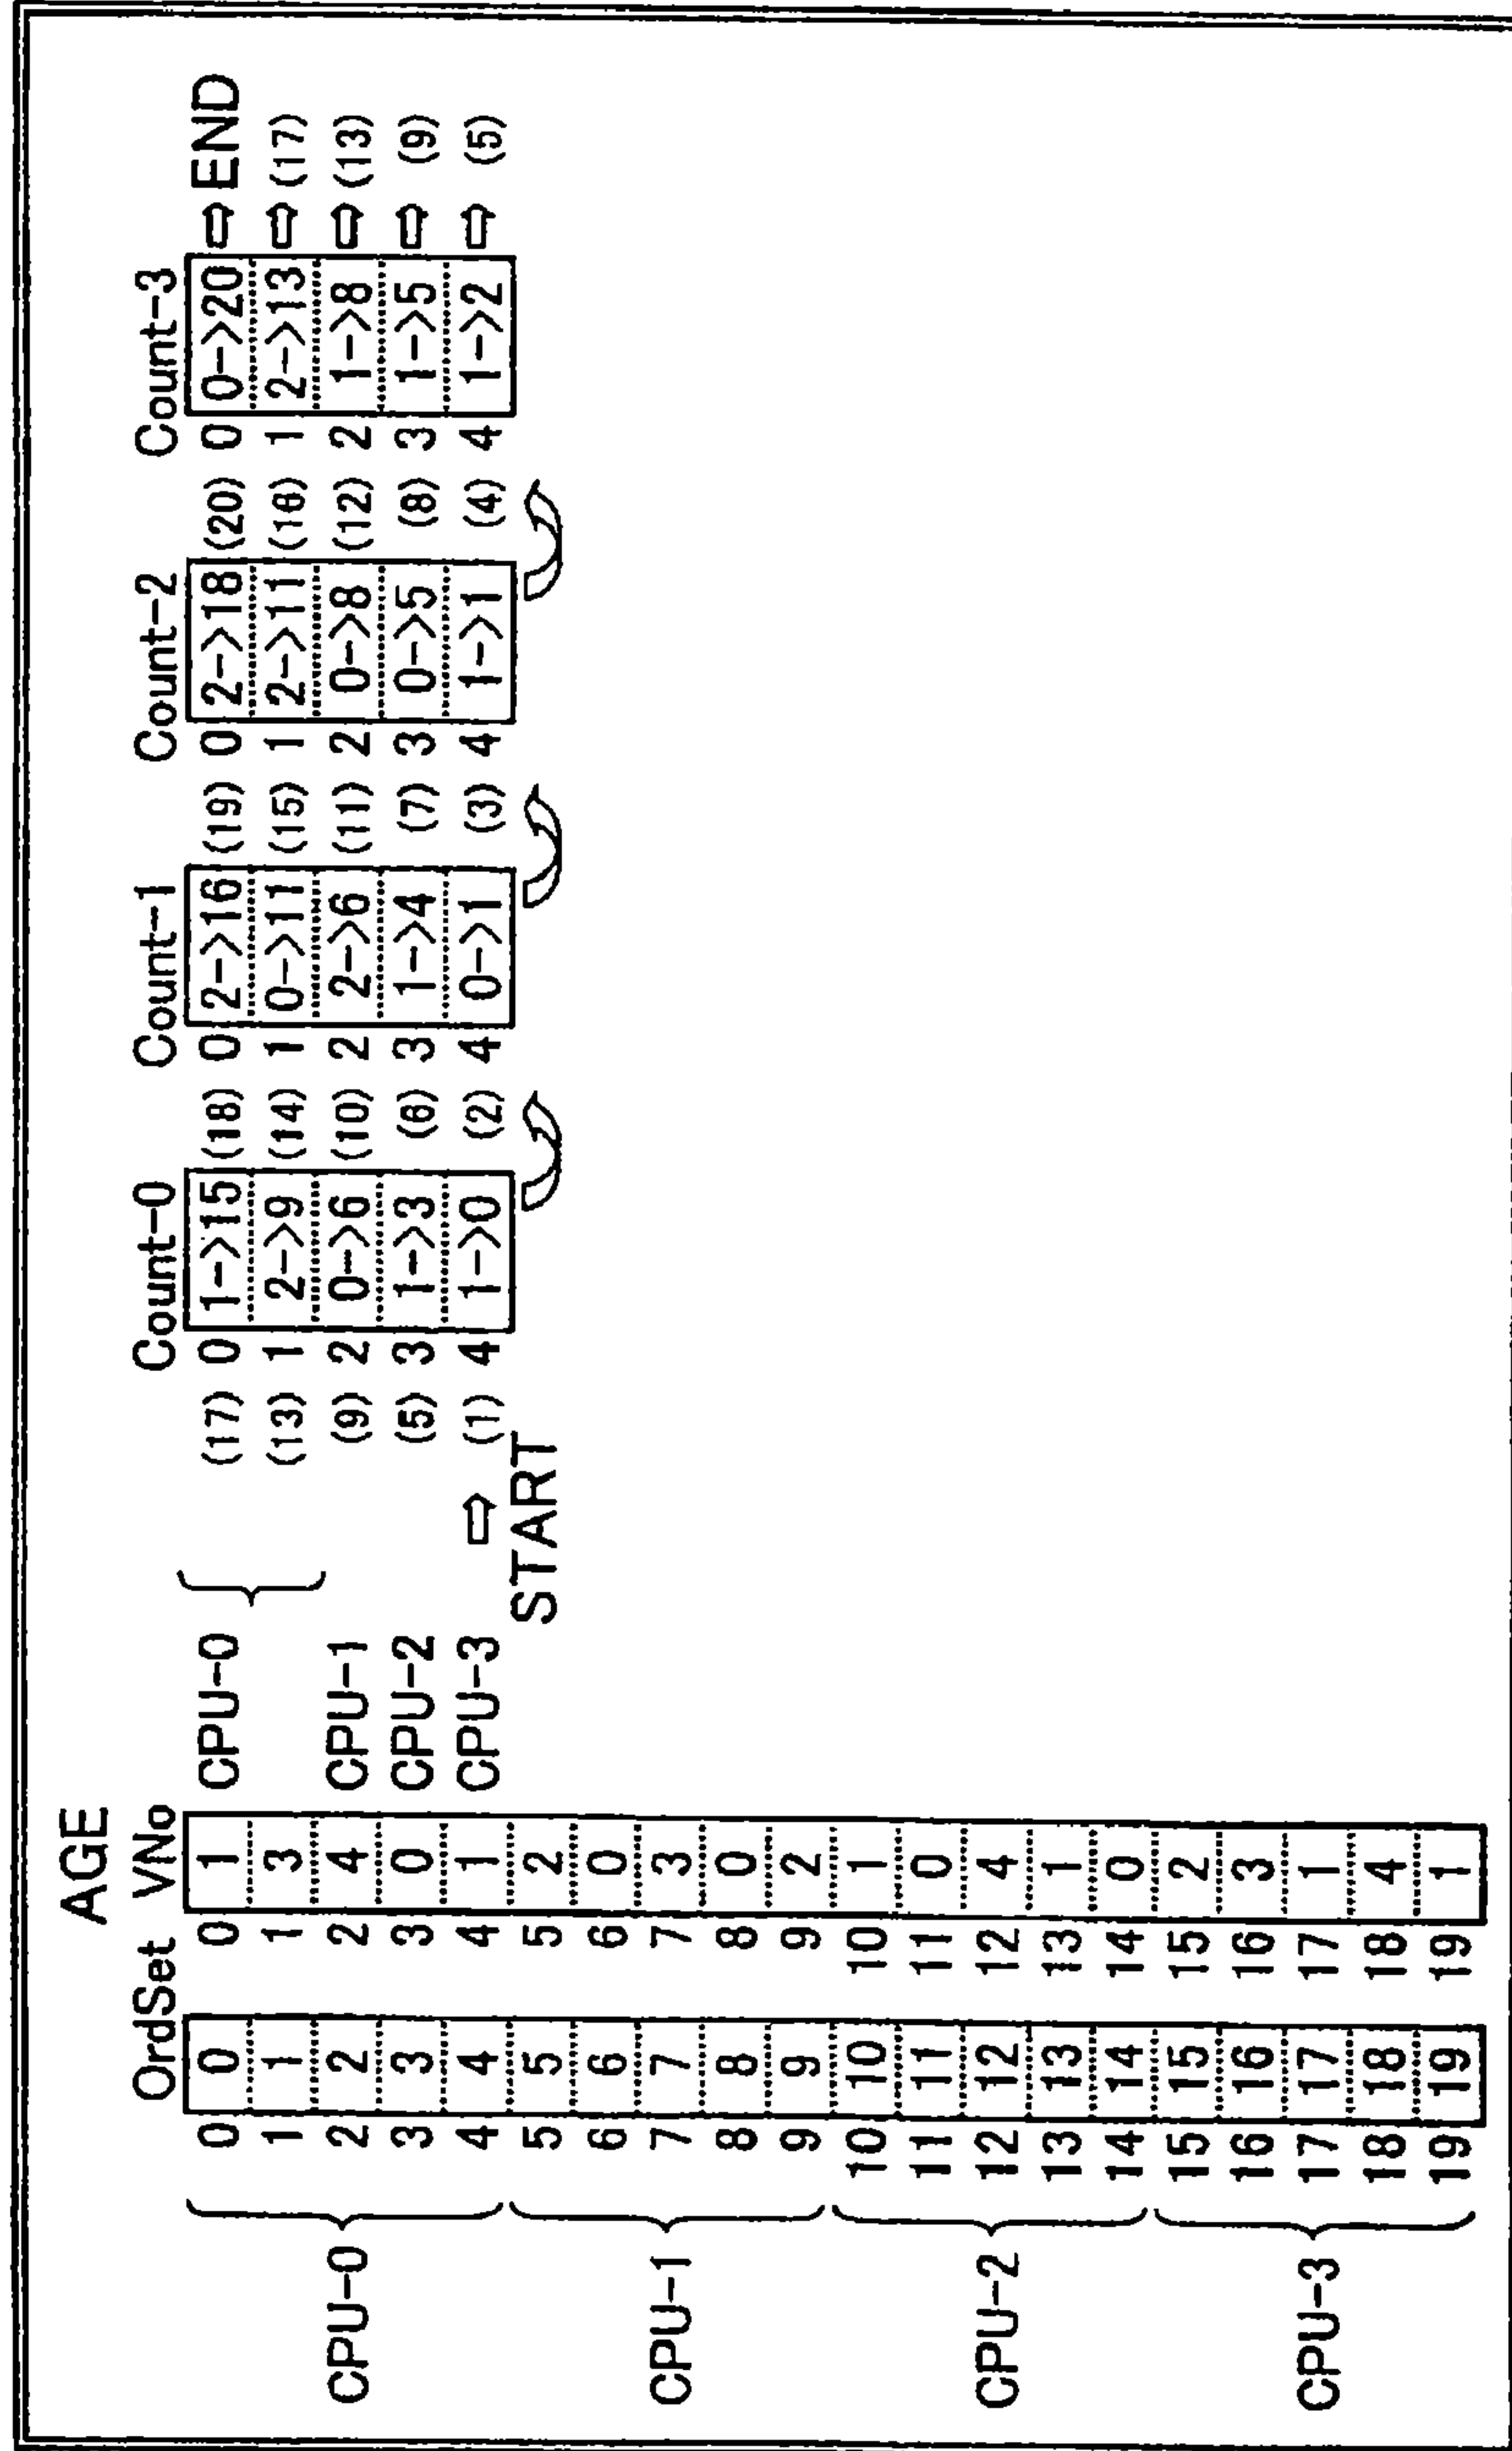 AGE
OrdSet VNo Count-0 Count-1 Count-2 Count-3
CPU-0 0 0 0 1 CPU-0 (17) 0 1->15 (18) 0 2->16 (19) 0 2->18 (20) 0 0->20 ⇨ END
1 1 1 3 (13) 1 2->9 (14) 1 0->11 (15) 1 2->11 (16) 1 2->13 ⇨ (17)
2 2 2 4 CPU-1 (9) 2 0->6 (10) 2 2->6 (11) 2 0->8 (12) 2 1->8 ⇨ (13)
3 3 3 0 CPU-2 (5) 3 1->3 (6) 3 1->4 (7) 3 0->5 (8) 3 1->5 ⇨ (9)
4 4 4 1 CPU-3 ⇨ (1) 4 1->0 (2) 4 0->1 (3) 4 1->1 (4) 4 1->2 ⇨ (5)
START
CPU-1 5 5 5 2
6 6 6 0
7 7 7 3
8 8 8 0
9 9 9 2
CPU-2 10 10 10 1
11 11 11 0
12 12 12 4
13 13 13 1
14 14 14 0
CPU-3 15 15 15 2
16 16 16 3
17 17 17 1
18 18 18 4
19 19 19 1